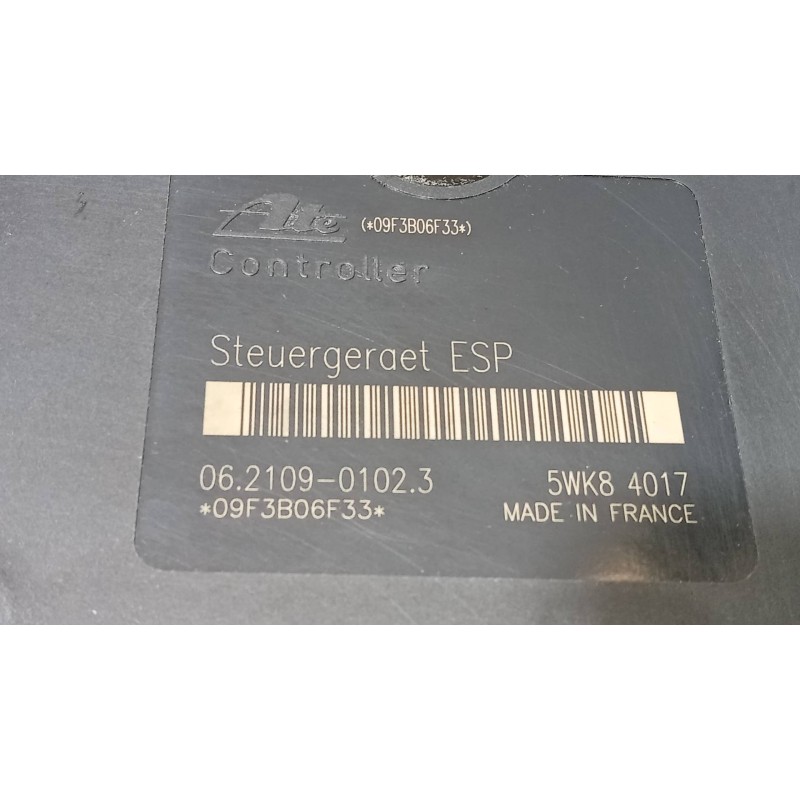 Ate (*09F3B06F33*)
Controller
Steuergeraet ESP
06.2109-0102.3 5WK8 4017
*09F3B06F33* MADE IN FRANCE